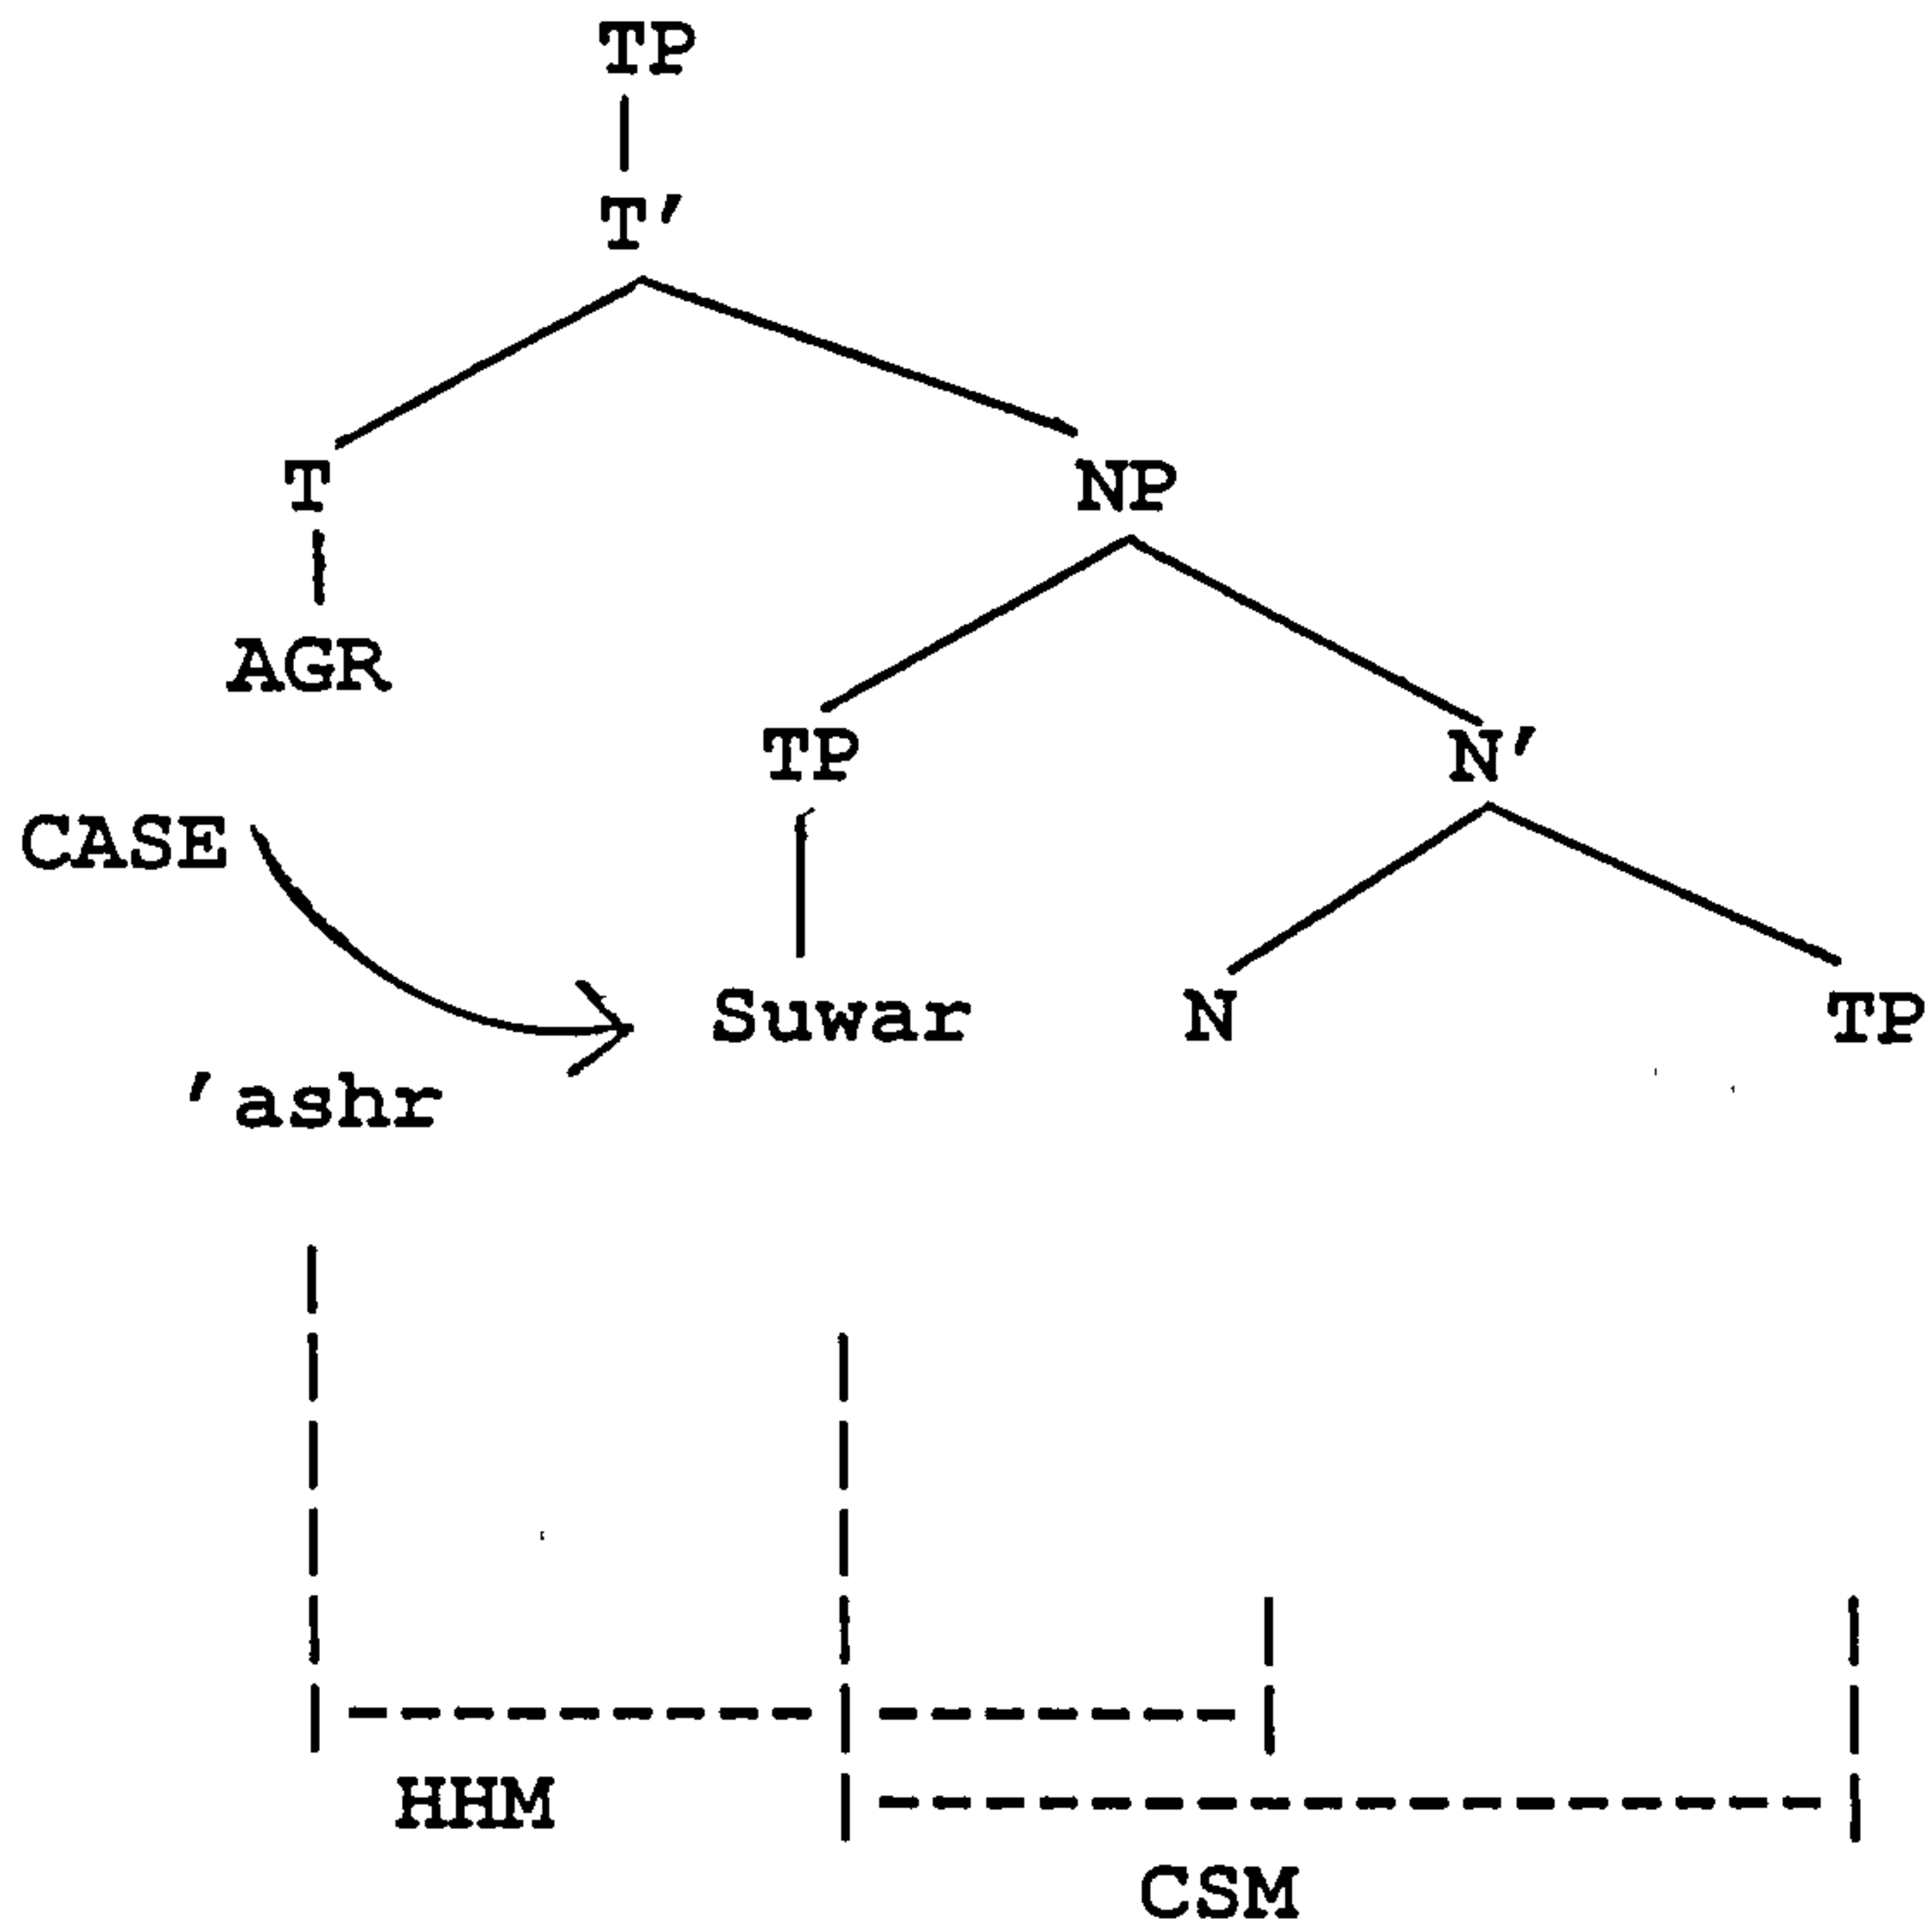 TP
T'
T NP
AGR
TP N'
CASE
Suwar N TP
'ashr
HHM
CSM